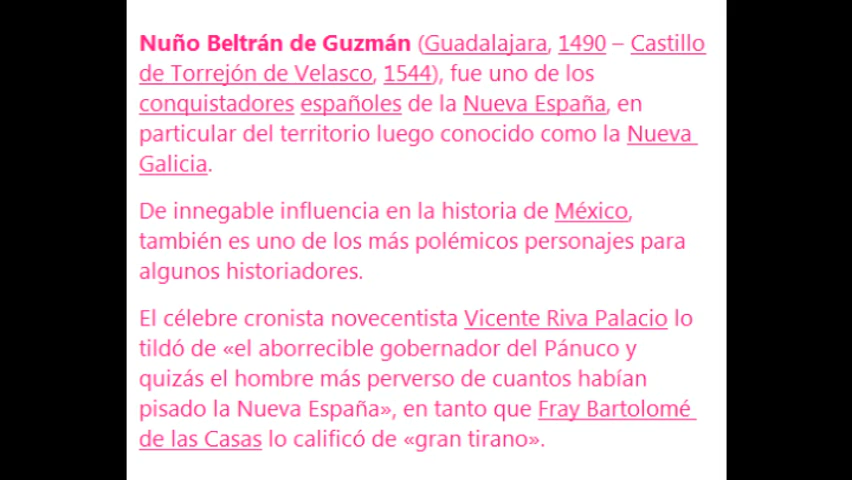 Nuño Beltrán de Guzmán (Guadalajara, 1490 – Castillo
de Torrejón de Velasco, 1544), fue uno de los
conquistadores españoles de la Nueva España, en
particular del territorio luego conocido como la Nueva
Galicia.
De innegable influencia en la historia de México,
también es uno de los más polémicos personajes para
algunos historiadores.
El célebre cronista novecentista Vicente Riva Palacio lo
tildó de «el aborrecible gobernador del Pánuco y
quizás el hombre más perverso de cuantos habían
pisado la Nueva España», en tanto que Fray Bartolomé
de las Casas lo calificó de «gran tirano».